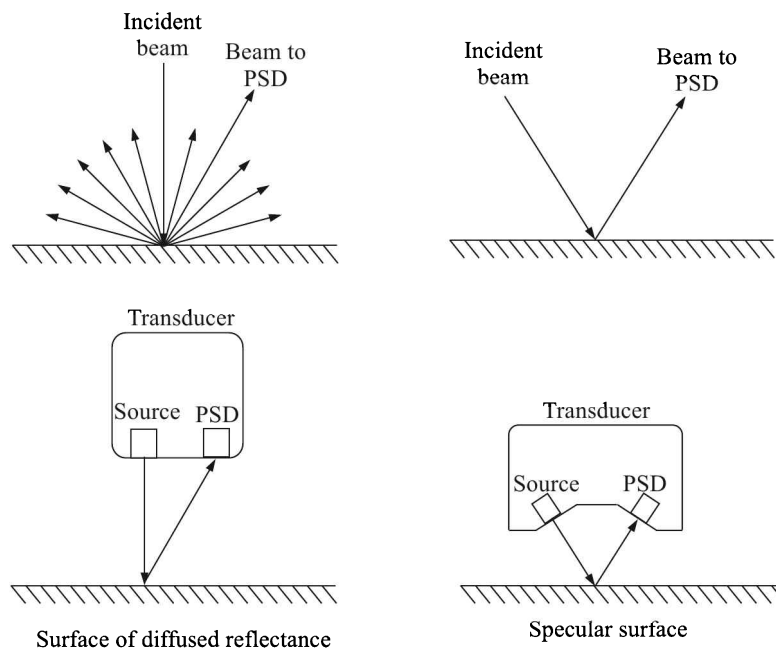 Incident
beam
Beam to
PSD
Incident
beam
Beam to
PSD
Transducer
Source
PSD
Surface of diffused reflectance
Transducer
Source
PSD
Specular surface